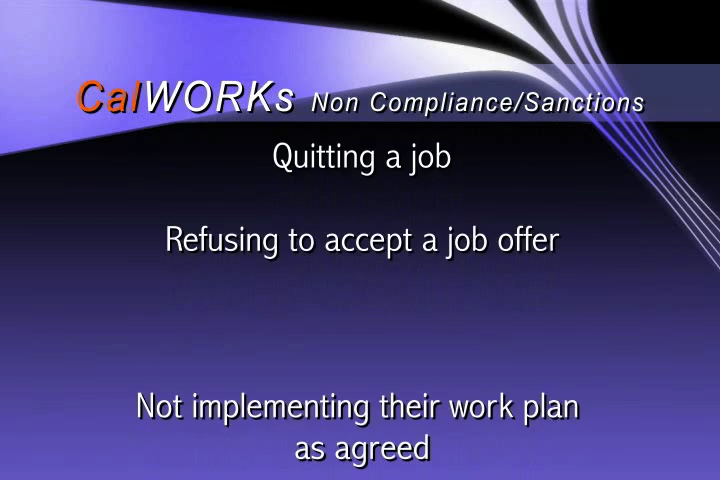 CalWORKs Non Compliance/Sanctions
Quitting a job
Refusing to accept a job offer
Not implementing their work plan
as agreed